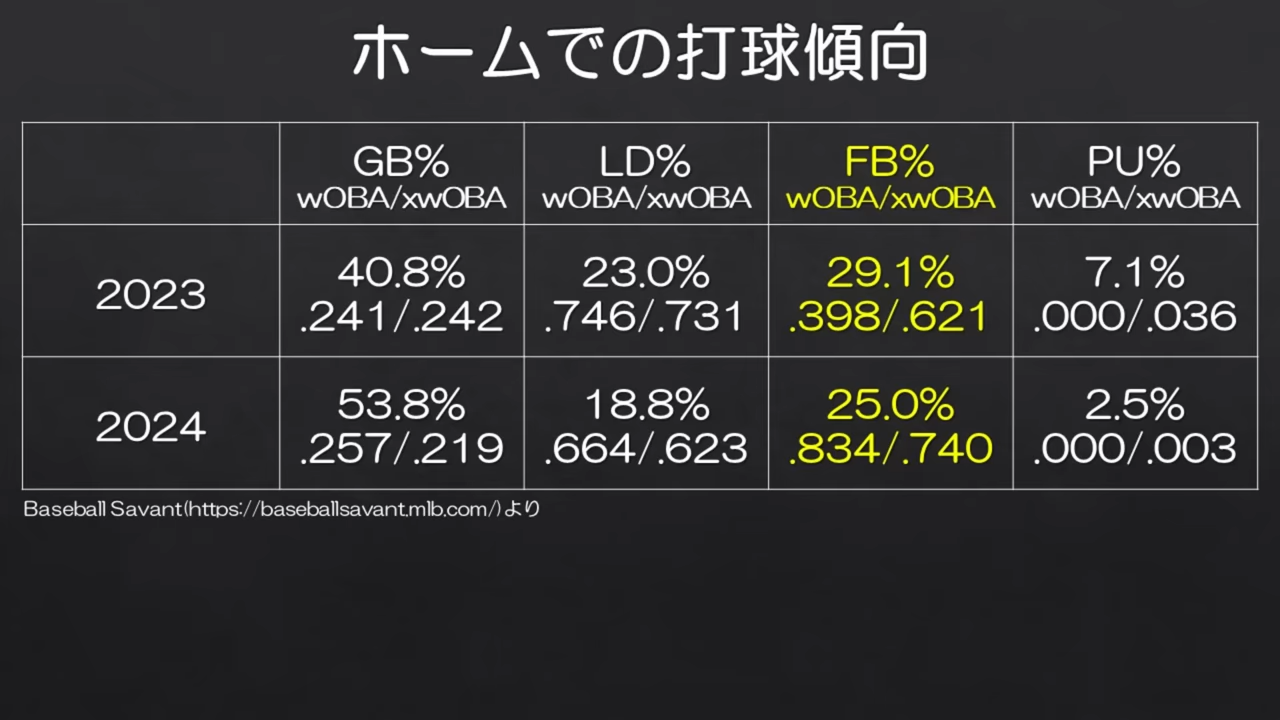 ホームでの打球傾向
GB% LD% FB% PU%
wOBA/xwOBA wOBA/xwOBA wOBA/xwOBA wOBA/xwOBA
2023
40.8% 23.0% 29.1% 7.1%
.241/.242 .746/.731 .398/.621 .000/.036
2024
53.8% 18.8% 25.0% 2.5%
.257/.219 .664/.623 .834/.740 .000/.003
Baseball Savant(https://baseballsavant.mlb.com/)より